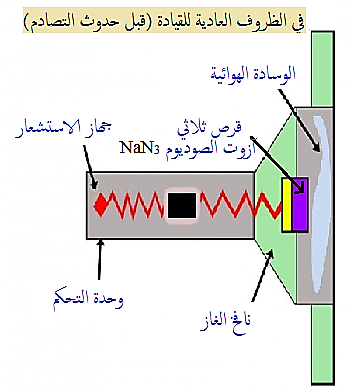 في الظروف العادية للقيادة (قبل حدوث التصادم)
الوسادة الهوائية
جهاز الاستشعار
قرص ثلاثي
ازوت الصوديوم NaN3
وحدة التحكم
نافخ الغاز